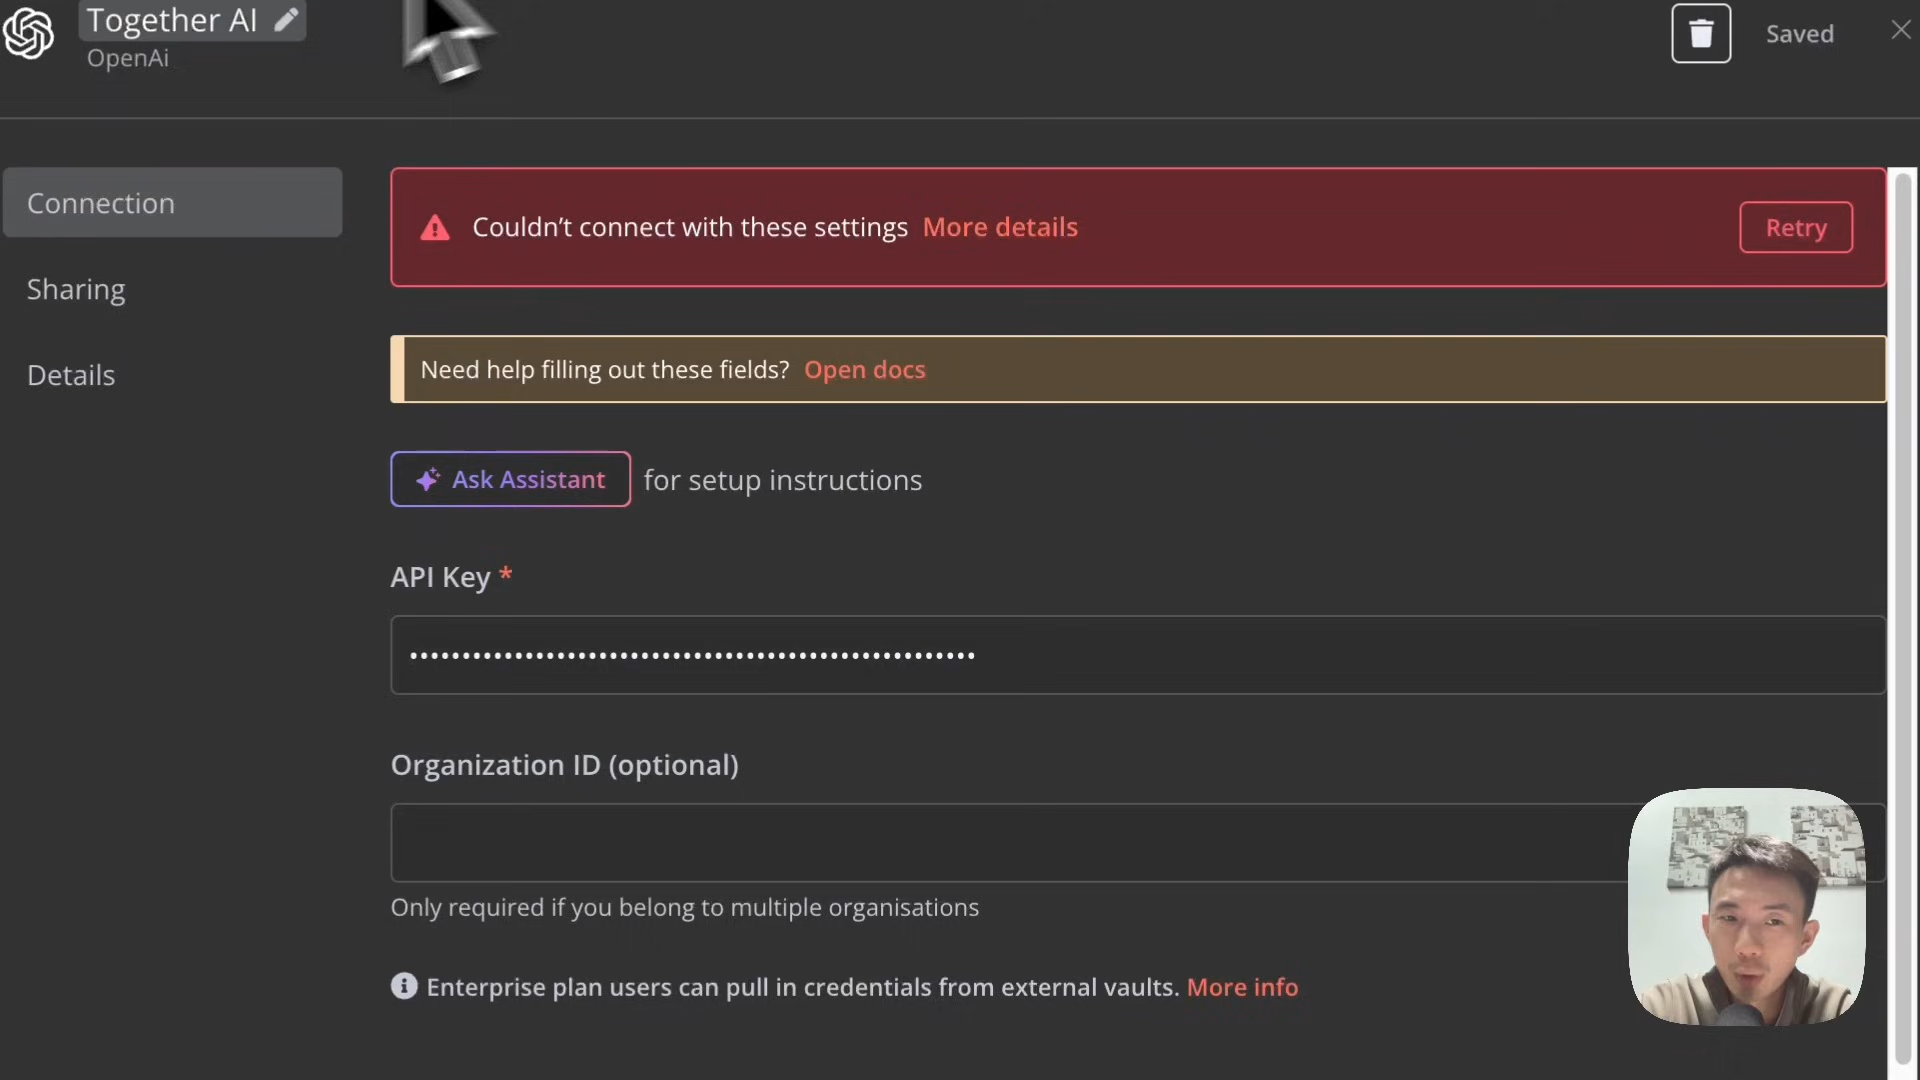 Together AI
OpenAi
Saved
Connection
Sharing
Details
Couldn’t connect with these settings More details
Retry
Need help filling out these fields? Open docs
Ask Assistant for setup instructions
API Key *
••••••••••••••••••••••••••••••••••••••••••••••••••••••
Organization ID (optional)
Only required if you belong to multiple organisations
Enterprise plan users can pull in credentials from external vaults. More info